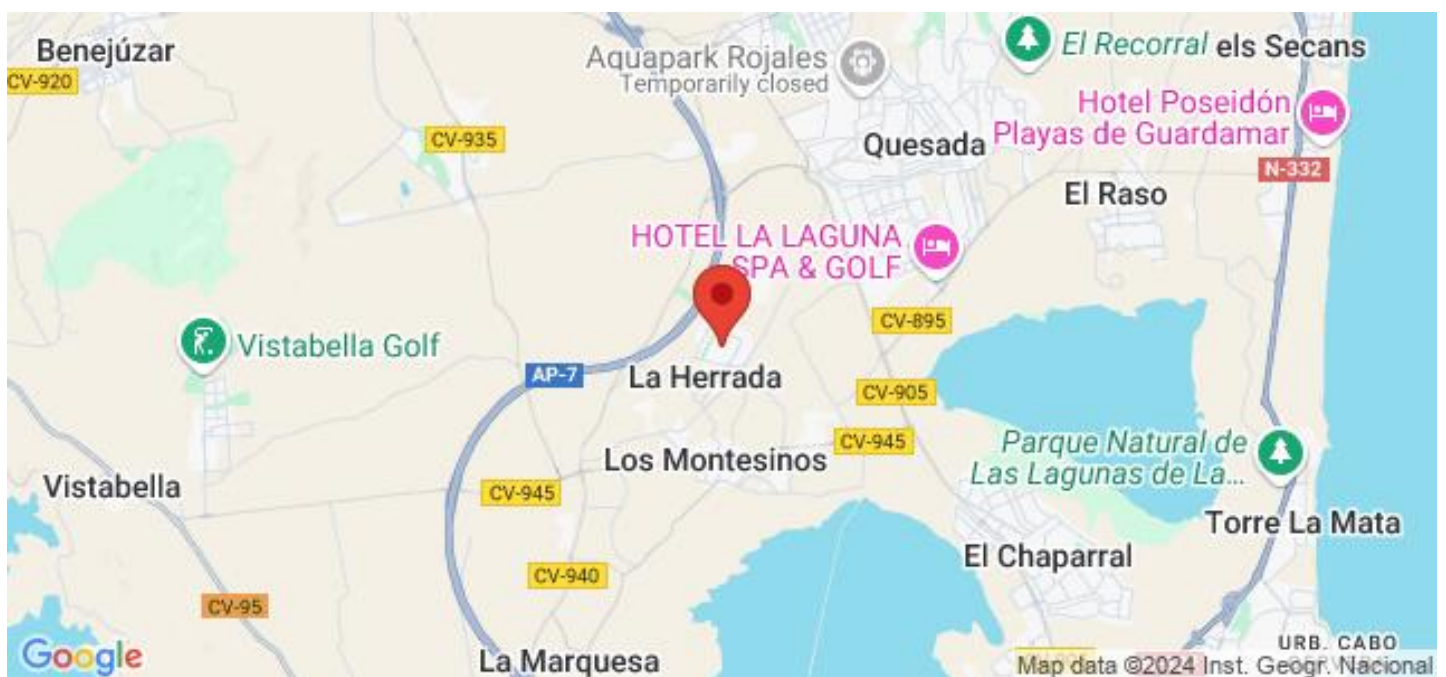 Benejúzar
CV-920
Aquapark Rojales
Temporarily closed
El Recorral
els Secans
Hotel Poseidón
Playas de Guardamar
CV-935
Quesada
N-332
El Raso
HOTEL LA LAGUNA
SPA & GOLF
CV-895
Vistabella Golf
AP-7
La Herrada
CV-905
CV-945
Parque Natural de
Las Lagunas de La...
Los Montesinos
Vistabella
CV-945
Torre La Mata
El Chaparral
CV-940
CV-95
URB. CABO
Google
La Marquesa
Map data ©2024 Inst. Geogr. Nacional